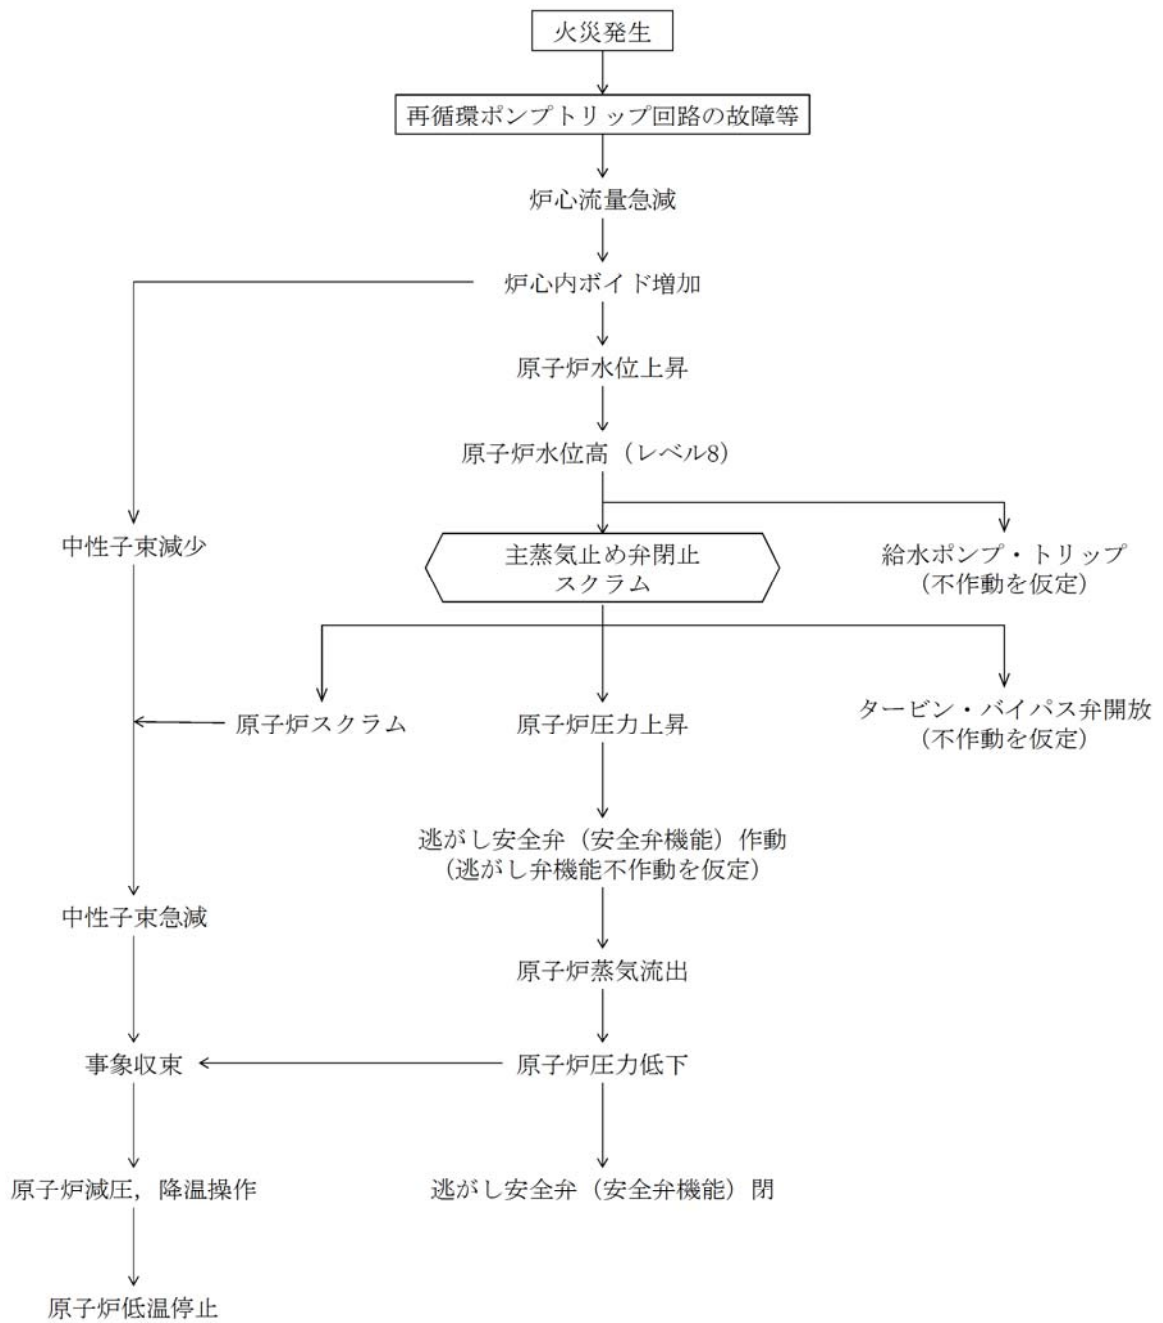 火災発生
再循環ポンプトリップ回路の故障等
炉心流量急減
炉心内ボイド増加
原子炉水位上昇
原子炉水位高（レベル8）
中性子束減少
主蒸気止め弁閉止
スクラム
給水ポンプ・トリップ
（不作動を仮定）
原子炉スクラム
原子炉圧力上昇
タービン・バイパス弁開放
（不作動を仮定）
逃がし安全弁（安全弁機能）作動
（逃がし弁機能不作動を仮定）
中性子束急減
原子炉蒸気流出
事象収束
原子炉圧力低下
原子炉減圧，降温操作
逃がし安全弁（安全弁機能）閉
原子炉低温停止